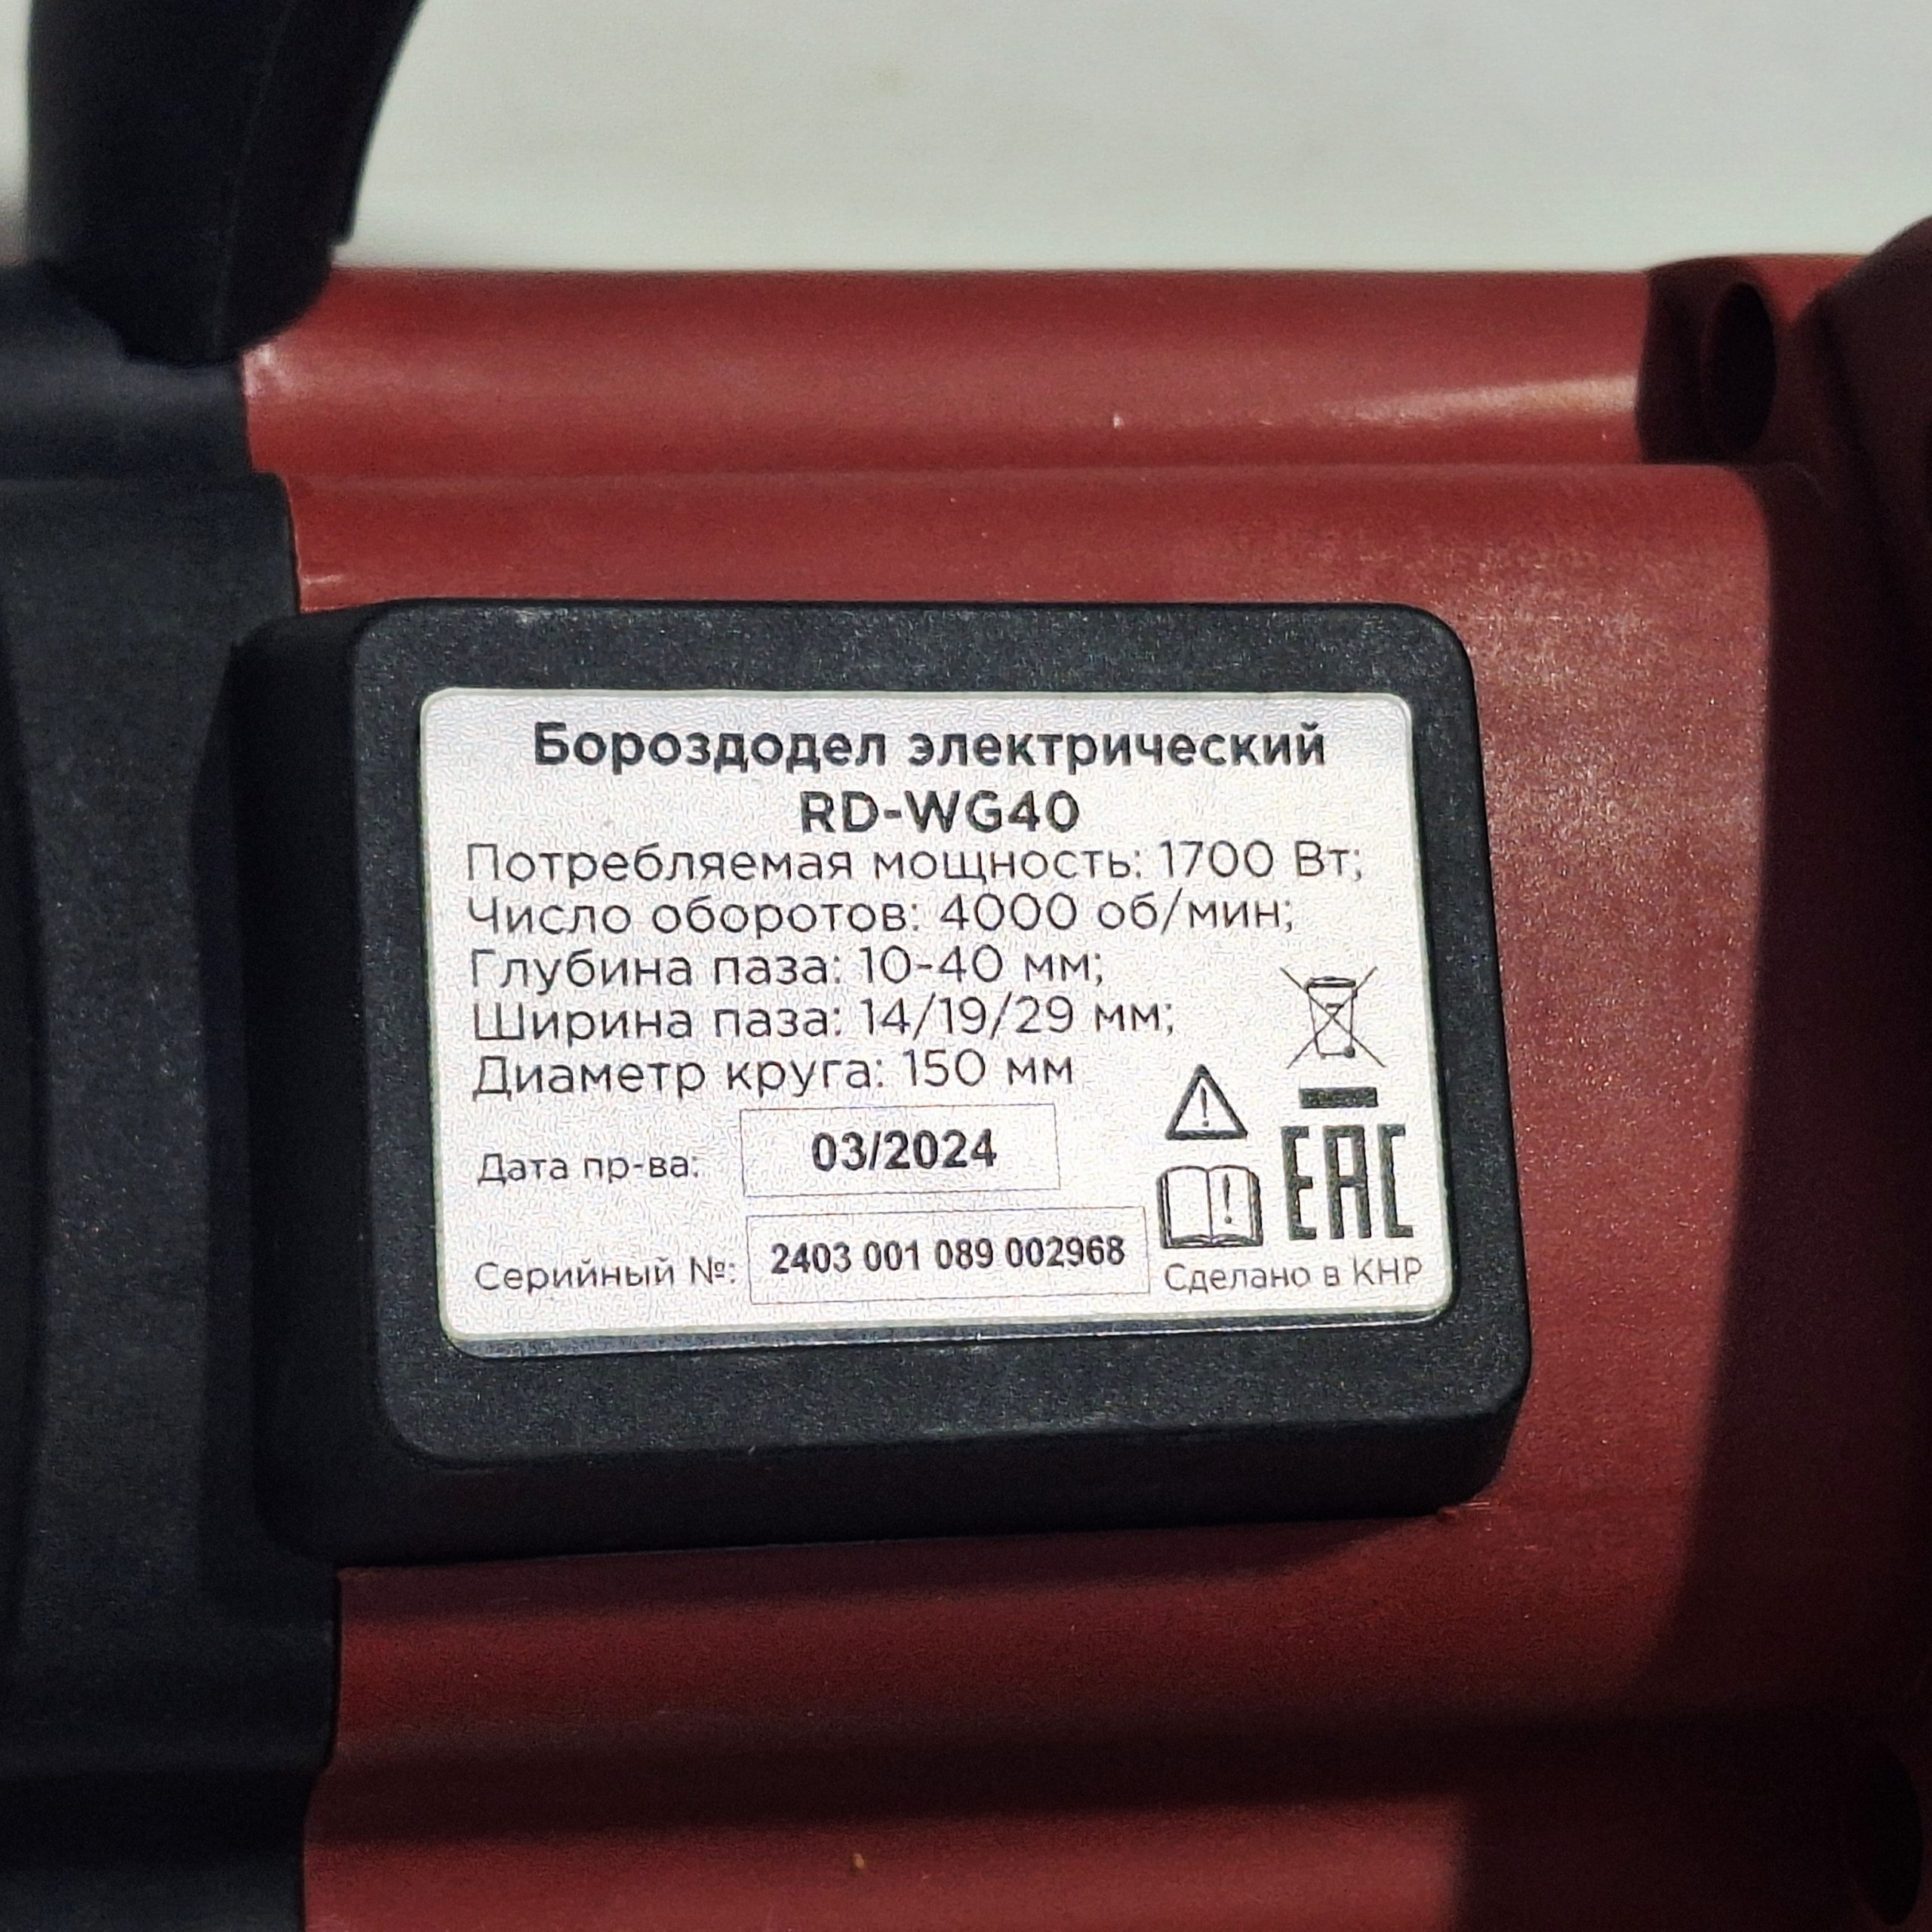 Бороздодел электрический
RD-WG40
Потребляемая мощность: 1700 Вт;
Число оборотов: 4000 об/мин;
Глубина паза: 10-40 мм;
Ширина паза: 14/19/29 мм;
Диаметр круга: 150 мм
Дата пр-ва: 03/2024
Серийный №: 2403 001 089 002968
EAC
Сделано в КНР